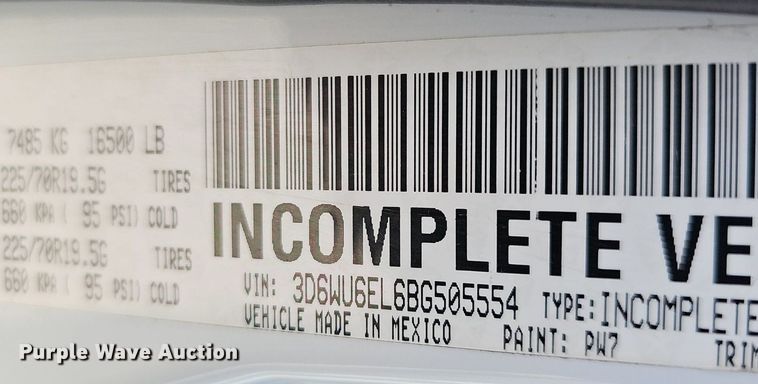 7485 KG 16500 LB
225/70R19.5G TIRES
660 KPA ( 95 PSI) COLD
225/70R19.5G TIRES
660 KPA ( 95 PSI) COLD
INCOMPLETE VE
VIN: 3D6WU6EL6BG505554 TYPE: INCOMPLETE
VEHICLE MADE IN MEXICO PAINT: PW7 TRIM
Purple Wave Auction